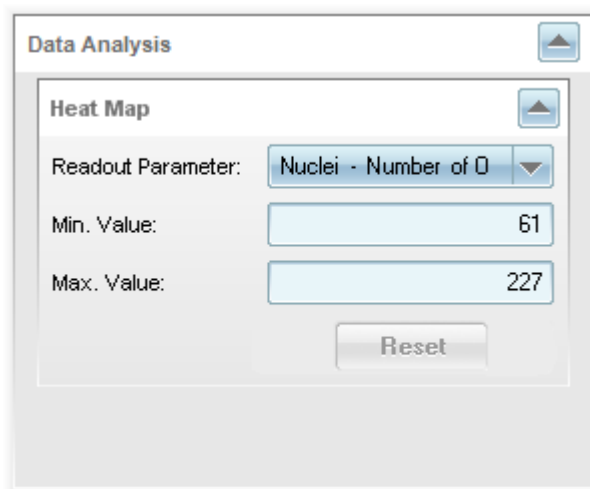 Data Analysis
Heat Map
Readout Parameter: Nuclei - Number of O
Min. Value: 61
Max. Value: 227
Reset